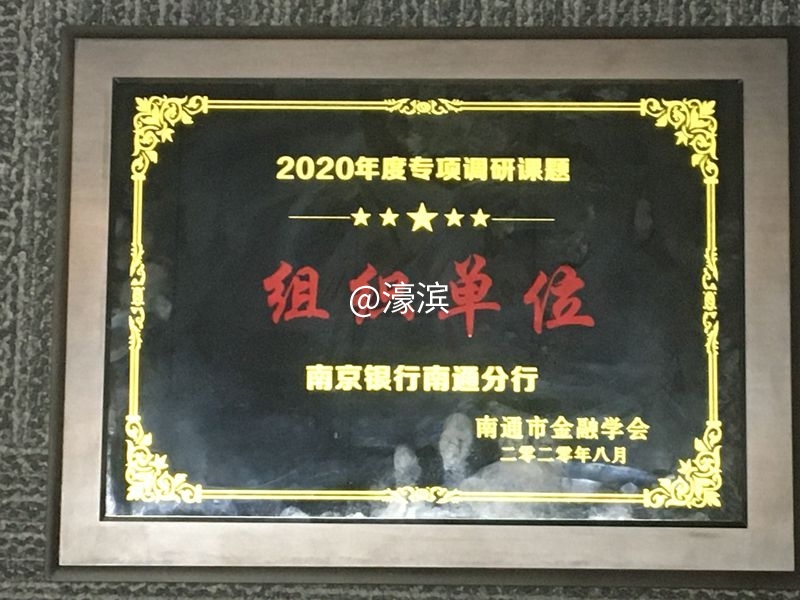 2020年度专项调研课题
组织单位
@濠滨
南京银行南通分行
南通市金融学会
二零二零年八月